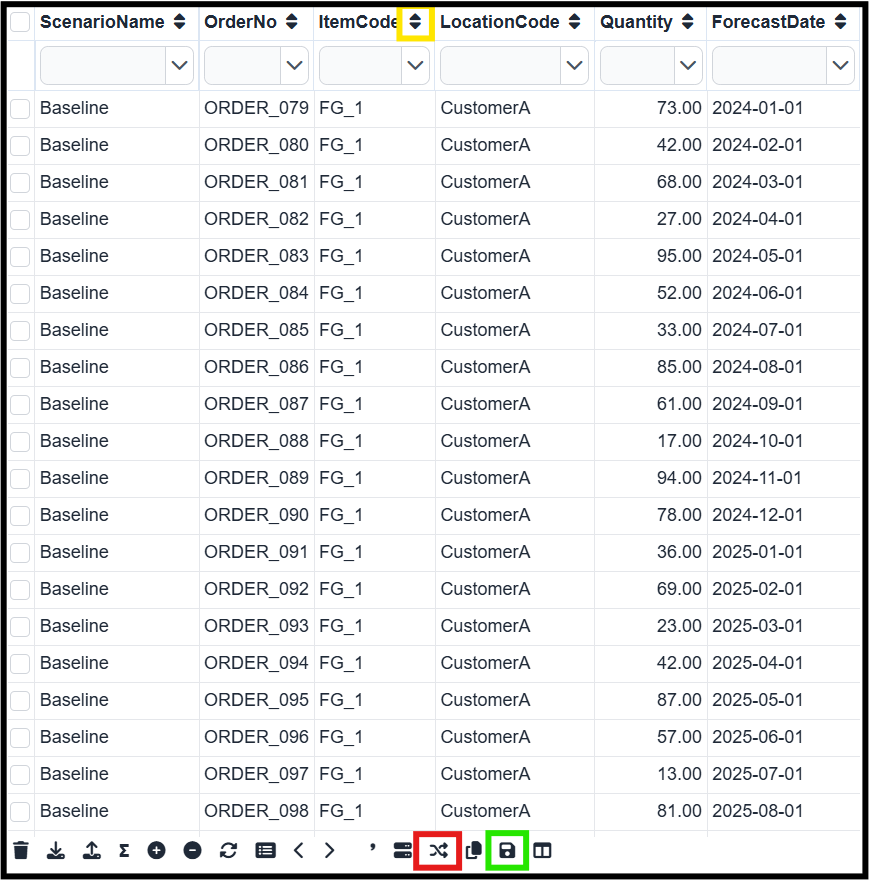 ScenarioName OrderNo ItemCode LocationCode Quantity ForecastDate
Baseline ORDER_079 FG_1 CustomerA 73.00 2024-01-01
Baseline ORDER_080 FG_1 CustomerA 42.00 2024-02-01
Baseline ORDER_081 FG_1 CustomerA 68.00 2024-03-01
Baseline ORDER_082 FG_1 CustomerA 27.00 2024-04-01
Baseline ORDER_083 FG_1 CustomerA 95.00 2024-05-01
Baseline ORDER_084 FG_1 CustomerA 52.00 2024-06-01
Baseline ORDER_085 FG_1 CustomerA 33.00 2024-07-01
Baseline ORDER_086 FG_1 CustomerA 85.00 2024-08-01
Baseline ORDER_087 FG_1 CustomerA 61.00 2024-09-01
Baseline ORDER_088 FG_1 CustomerA 17.00 2024-10-01
Baseline ORDER_089 FG_1 CustomerA 94.00 2024-11-01
Baseline ORDER_090 FG_1 CustomerA 78.00 2024-12-01
Baseline ORDER_091 FG_1 CustomerA 36.00 2025-01-01
Baseline ORDER_092 FG_1 CustomerA 69.00 2025-02-01
Baseline ORDER_093 FG_1 CustomerA 23.00 2025-03-01
Baseline ORDER_094 FG_1 CustomerA 42.00 2025-04-01
Baseline ORDER_095 FG_1 CustomerA 87.00 2025-05-01
Baseline ORDER_096 FG_1 CustomerA 57.00 2025-06-01
Baseline ORDER_097 FG_1 CustomerA 13.00 2025-07-01
Baseline ORDER_098 FG_1 CustomerA 81.00 2025-08-01